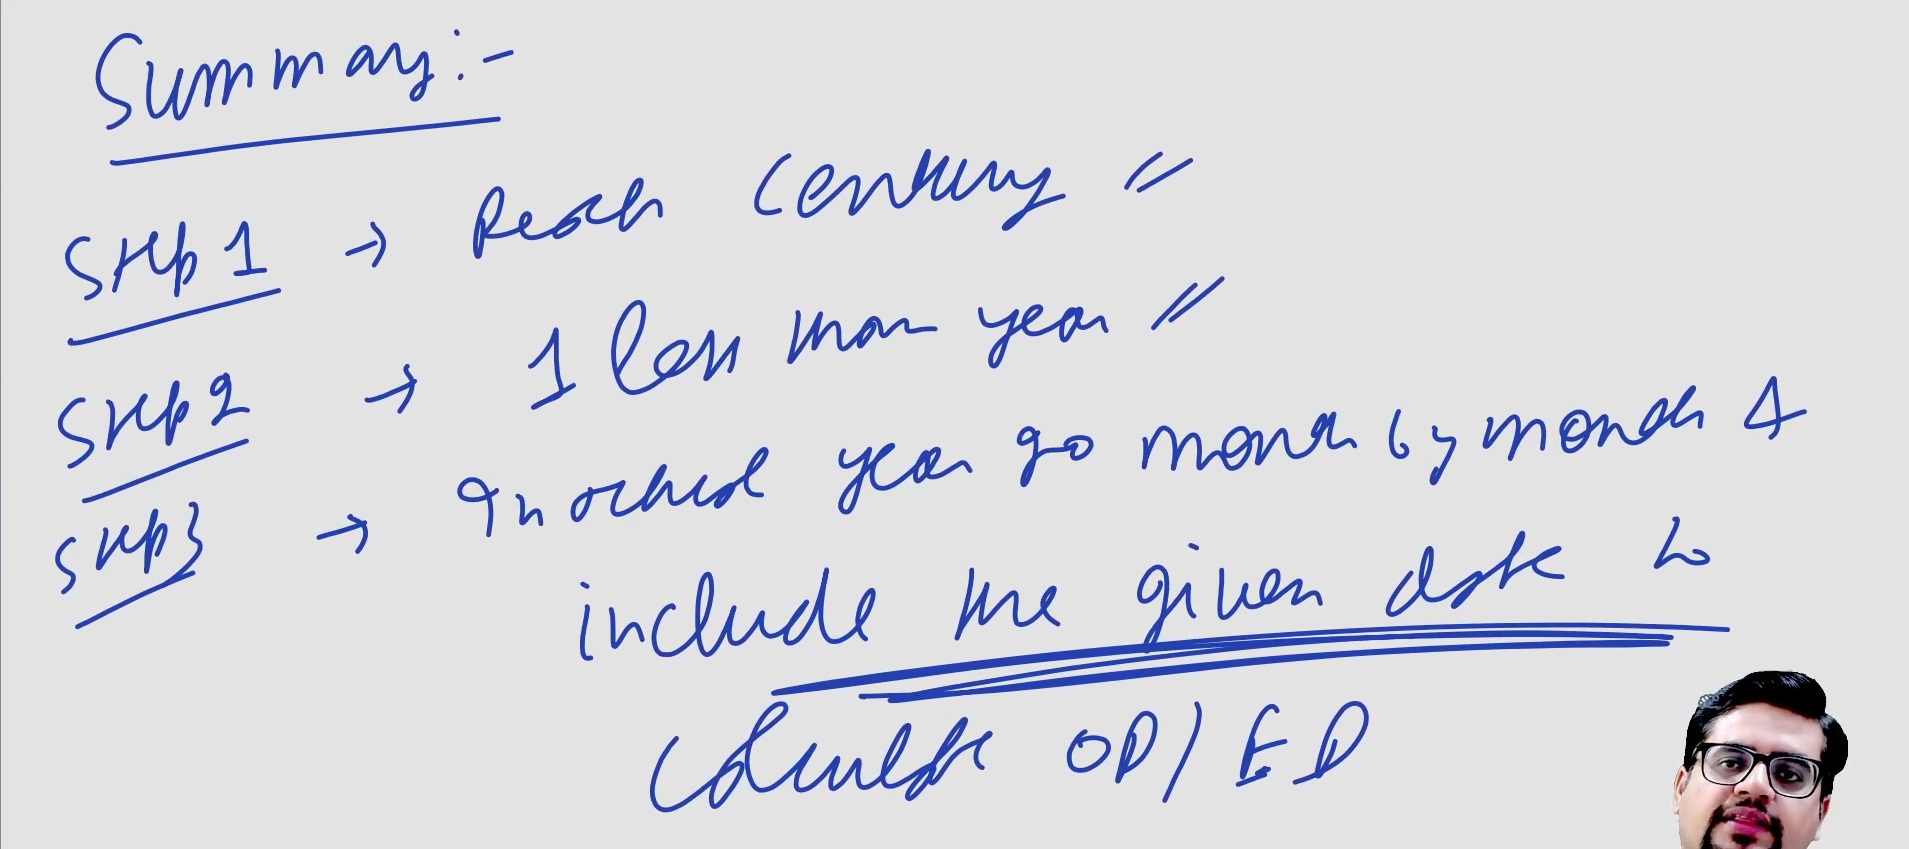 Summary:-
Step 1 → Reach Century
Step 2 → 1 less than year
Step 3 → In actual year go month by month &
include the given date to
calculate OD/ED